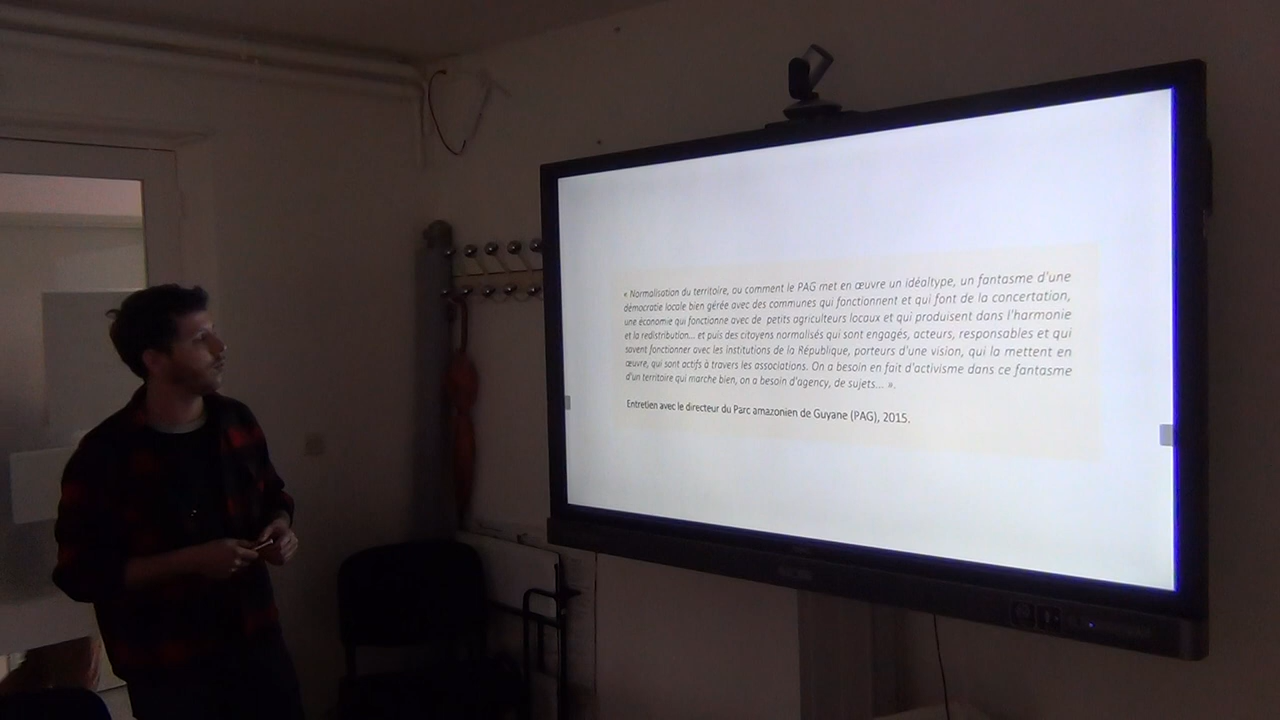 « Normalisation du territoire, ou comment le PAG met en œuvre un idéaltype, un fantasme d'une
démocratie locale bien gérée avec des communes qui fonctionnent et qui font de la concertation,
une économie qui fonctionne avec de petits agriculteurs locaux et qui produisent dans l'harmonie
et la redistribution... et puis des citoyens normalisés qui sont engagés, acteurs, responsables et qui
savent fonctionner avec les institutions de la République, porteurs d'une vision, qui la mettent en
œuvre, qui sont actifs à travers les associations. On a besoin en fait d'activisme dans ce fantasme
d'un territoire qui marche bien, on a besoin d'agency, de sujets... ».
Entretien avec le directeur du Parc amazonien de Guyane (PAG), 2015.